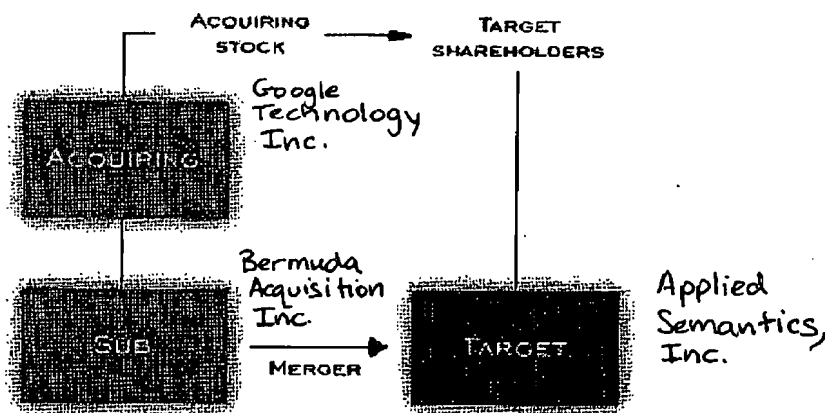 ACQUIRING
STOCK
TARGET
SHAREHOLDERS
Google
Technology
Inc.
ACQUIRING
Bermuda
Acquisition
Inc.
SUB
MERGER
TARGET
Applied
Semantics,
Inc.